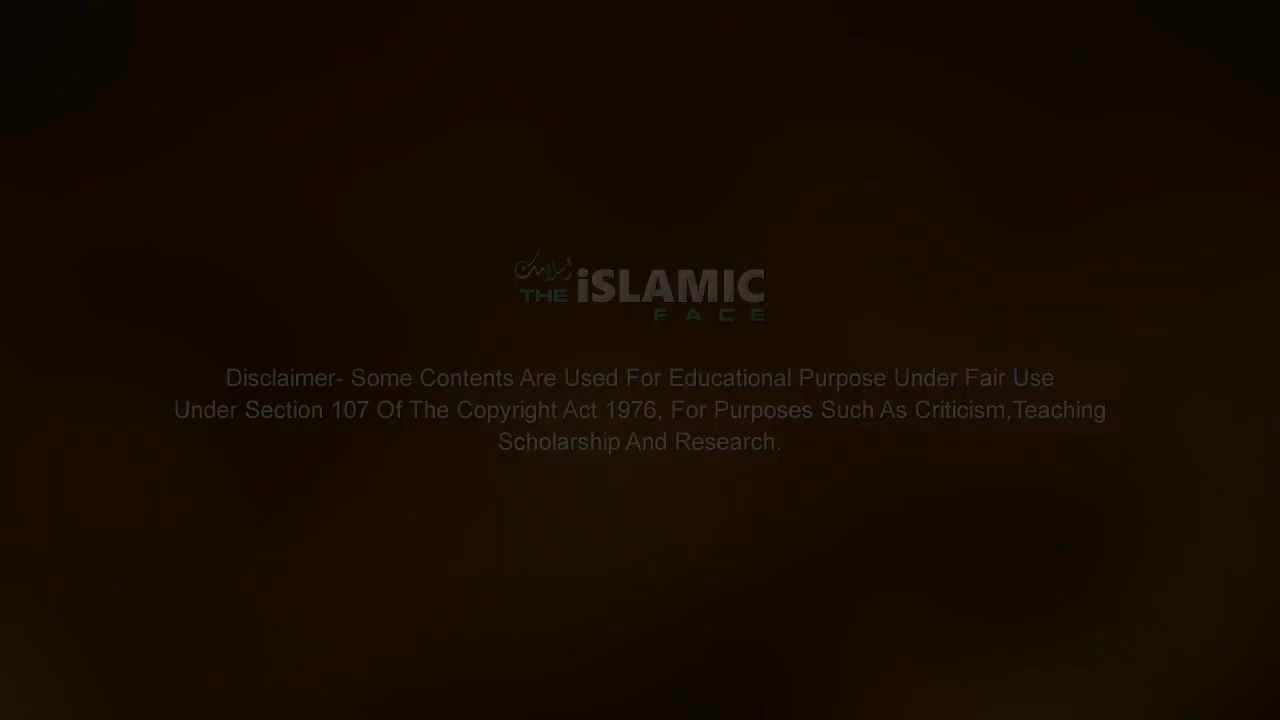 THE iSLAMIC
FACE
Disclaimer- Some Contents Are Used For Educational Purpose Under Fair Use
Under Section 107 Of The Copyright Act 1976, For Purposes Such As Criticism,Teaching
Scholarship And Research.